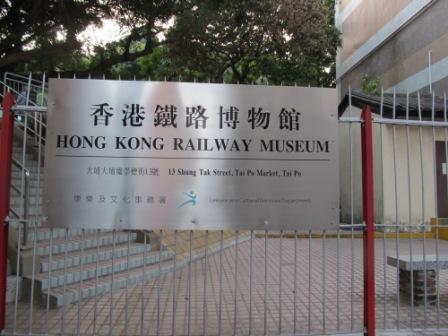 香港鐵路博物館
HONG KONG RAILWAY MUSEUM
大埔大埔墟崇德街13號 13 Shung Tak Street, Tai Po Market, Tai Po
康樂及文化事務署 Leisure and Cultural Services Department